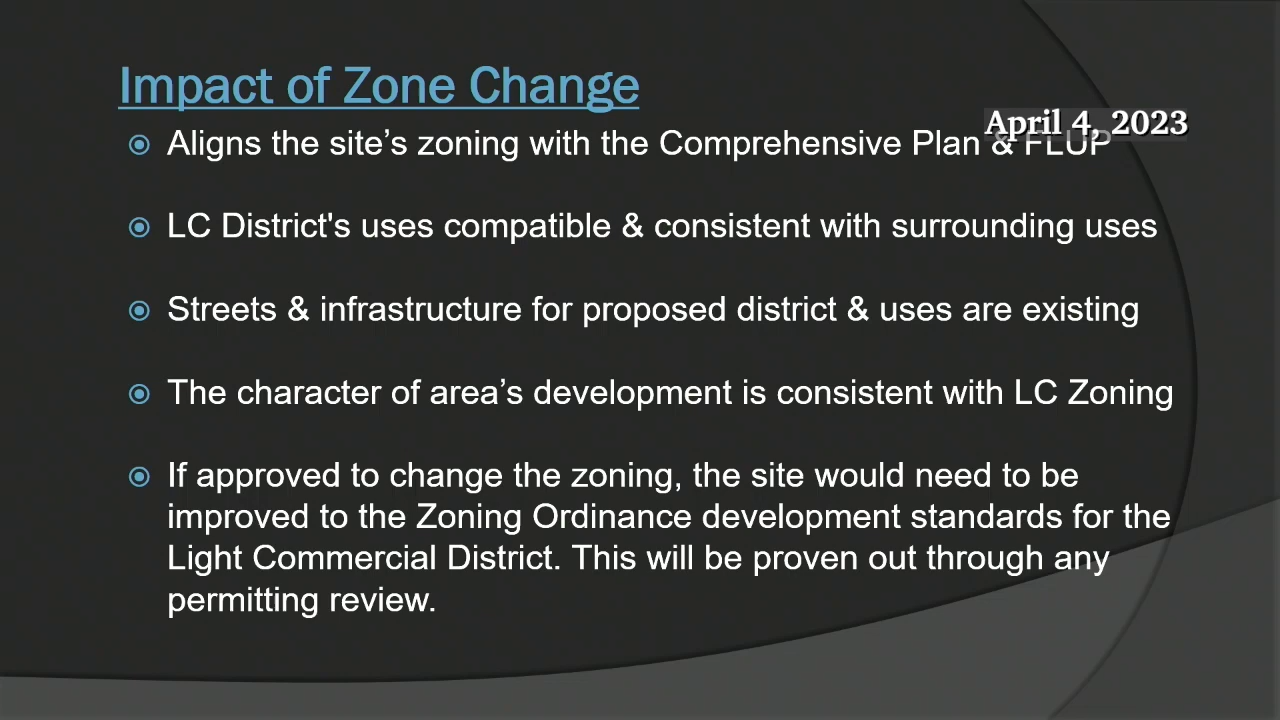 Impact of Zone Change
April 4, 2023
Aligns the site’s zoning with the Comprehensive Plan & FLUP
LC District's uses compatible & consistent with surrounding uses
Streets & infrastructure for proposed district & uses are existing
The character of area’s development is consistent with LC Zoning
If approved to change the zoning, the site would need to be
improved to the Zoning Ordinance development standards for the
Light Commercial District. This will be proven out through any
permitting review.